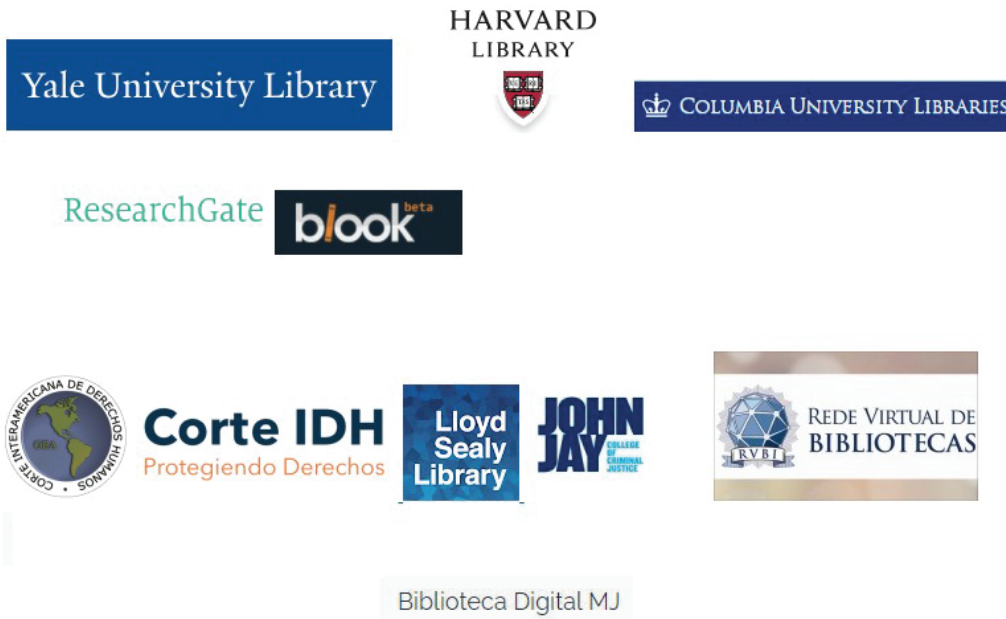 HARVARD
LIBRARY
Yale University Library
COLUMBIA UNIVERSITY LIBRARIES
ResearchGate
blook beta
CORTE INTERAMERICANA DE DERECHOS HUMANOS
OEA
Corte IDH
Protegiendo Derechos
Lloyd
Sealy
Library
JOHN
JAY
COLLEGE
OF
CRIMINAL
JUSTICE
RVBI
REDE VIRTUAL DE
BIBLIOTECAS
Biblioteca Digital MJ